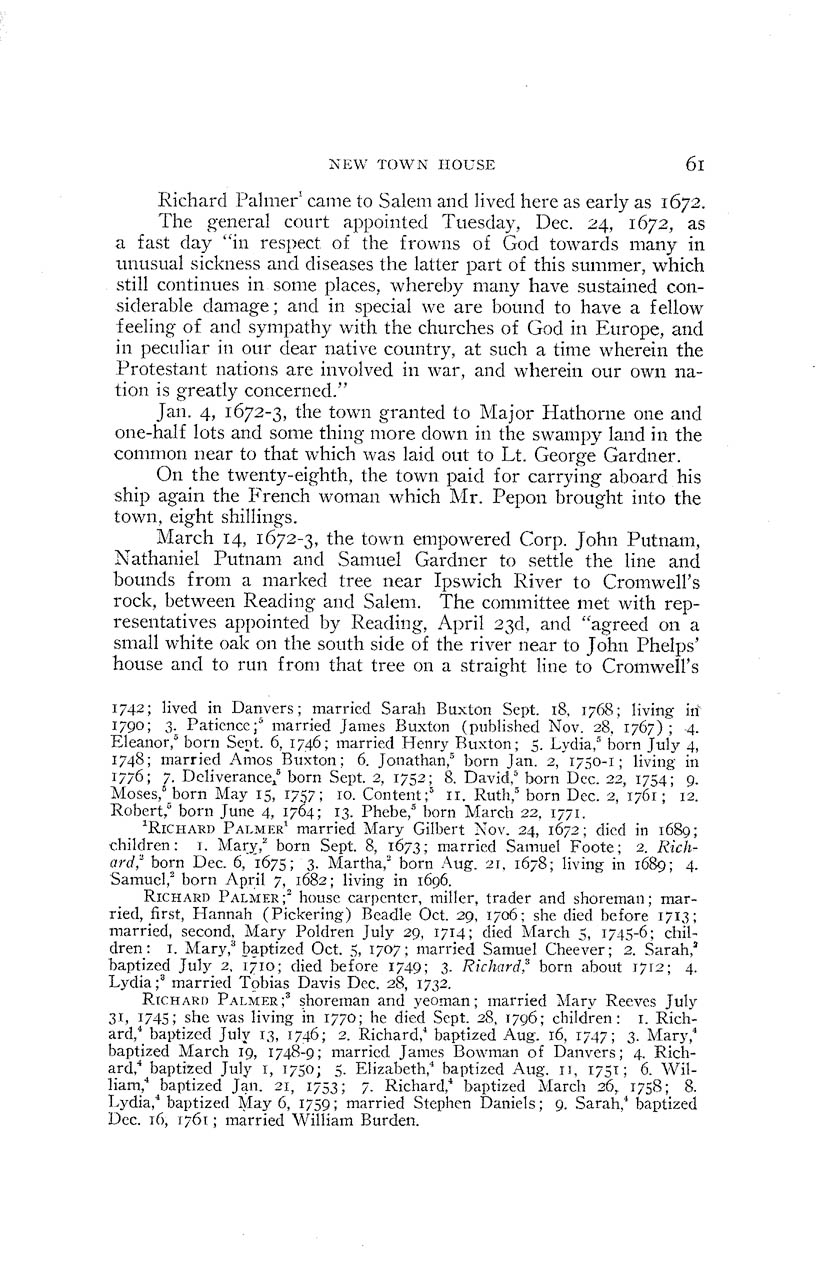 NEW TOWN HOUSE 61
Richard Palmer¹ came to Salem and lived here as early as 1672.
The general court appointed Tuesday, Dec. 24, 1672, as
a fast day “in respect of the frowns of God towards many in
unusual sickness and diseases the latter part of this summer, which
still continues in some places, whereby many have sustained con-
siderable damage; and in special we are bound to have a fellow
feeling of and sympathy with the churches of God in Europe, and
in peculiar in our dear native country, at such a time wherein the
Protestant nations are involved in war, and wherein our own na-
tion is greatly concerned.”
Jan. 4, 1672-3, the town granted to Major Hathorne one and
one-half lots and some thing more down in the swampy land in the
common near to that which was laid out to Lt. George Gardner.
On the twenty-eighth, the town paid for carrying aboard his
ship again the French woman which Mr. Pepon brought into the
town, eight shillings.
March 14, 1672-3, the town empowered Corp. John Putnam,
Nathaniel Putnam and Samuel Gardner to settle the line and
bounds from a marked tree near Ipswich River to Cromwell’s
rock, between Reading and Salem. The committee met with rep-
resentatives appointed by Reading, April 23d, and “agreed on a
small white oak on the south side of the river near to John Phelps’
house and to run from that tree on a straight line to Cromwell’s
1742; lived in Danvers; married Sarah Buxton Sept. 18, 1768; living in
1790; 3. Patience;⁵ married James Buxton (published Nov. 28, 1767); 4.
Eleanor,⁵ born Sept. 6, 1746; married Henry Buxton; 5. Lydia,⁵ born July 4,
1748; married Amos Buxton; 6. Jonathan,⁵ born Jan. 2, 1750-1; living in
1776; 7. Deliverance,⁵ born Sept. 2, 1752; 8. David,⁵ born Dec. 22, 1754; 9.
Moses,⁵ born May 15, 1757; 10. Content;⁵ 11. Ruth,⁵ born Dec. 2, 1761; 12.
Robert,⁵ born June 4, 1764; 13. Phebe,⁵ born March 22, 1771.
¹RICHARD PALMER¹ married Mary Gilbert Nov. 24, 1672; died in 1689;
children: 1. Mary,² born Sept. 8, 1673; married Samuel Foote; 2. Rich-
ard,² born Dec. 6, 1675; 3. Martha,² born Aug. 21, 1678; living in 1689; 4.
Samuel,² born April 7, 1682; living in 1696.
RICHARD PALMER;² house carpenter, miller, trader and shoreman; mar-
ried, first, Hannah (Pickering) Beadle Oct. 29, 1706; she died before 1713;
married, second, Mary Poldren July 29, 1714; died March 5, 1745-6; chil-
dren: 1. Mary,³ baptized Oct. 5, 1707; married Samuel Cheever; 2. Sarah,³
baptized July 2, 1710; died before 1749; 3. Richard,³ born about 1712; 4.
Lydia;³ married Tobias Davis Dec. 28, 1732.
RICHARD PALMER;³ shoreman and yeoman; married Mary Reeves July
31, 1745; she was living in 1770; he died Sept. 28, 1796; children: 1. Rich-
ard,⁴ baptized July 13, 1746; 2. Richard,⁴ baptized Aug. 16, 1747; 3. Mary,⁴
baptized March 19, 1748-9; married James Bowman of Danvers; 4. Rich-
ard,⁴ baptized July 1, 1750; 5. Elizabeth,⁴ baptized Aug. 11, 1751; 6. Wil-
liam,⁴ baptized Jan. 21, 1753; 7. Richard,⁴ baptized March 26, 1758; 8.
Lydia,⁴ baptized May 6, 1759; married Stephen Daniels; 9. Sarah,⁴ baptized
Dec. 16, 1761; married William Burden.